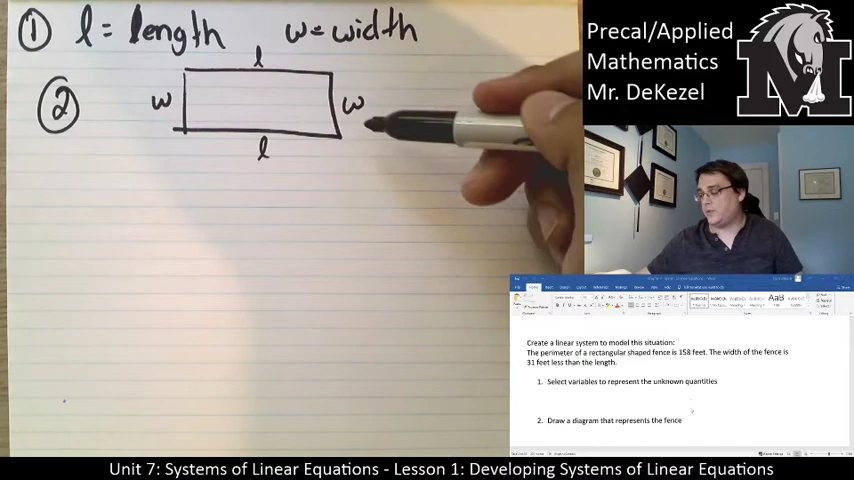 ① l = length w = width
l
② w w
l
Precal/Applied
Mathematics
Mr. DeKezel
Create a linear system to model this situation:
The perimeter of a rectangular shaped fence is 158 feet. The width of the fence is
31 feet less than the length.
1. Select variables to represent the unknown quantities
2. Draw a diagram that represents the fence
Unit 7: Systems of Linear Equations - Lesson 1: Developing Systems of Linear Equations